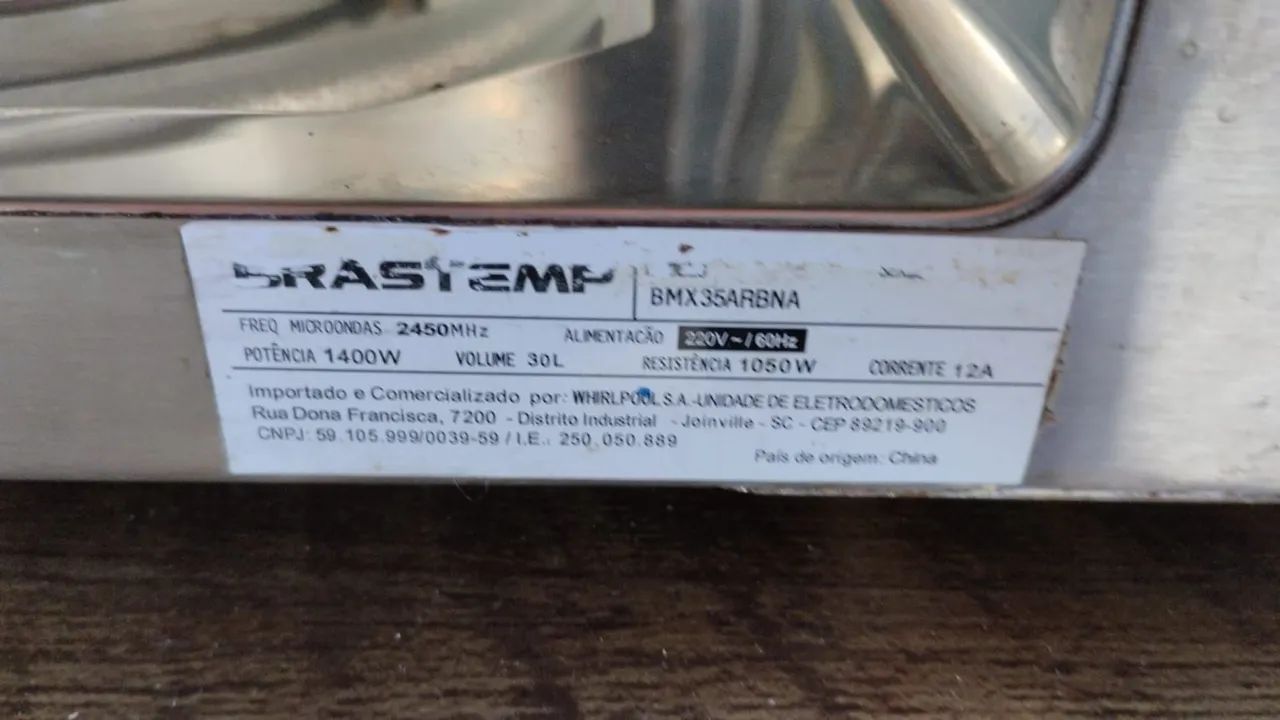 BRASTEMP
BMX35ARBNA
FREQ MICROONDAS 2450MHz ALIMENTACÃO 220V~/60Hz
POTÊNCIA 1400W VOLUME 30L RESISTÊNCIA 1050W CORRENTE 12A
Importado e Comercializado por: WHIRLPOOL S.A.-UNIDADE DE ELETRODOMESTICOS
Rua Dona Francisca, 7200 - Distrito Industrial - Joinville - SC - CEP 89219-900
CNPJ: 59.105.999/0039-59 / I.E.: 250.050.889
País de origem: China